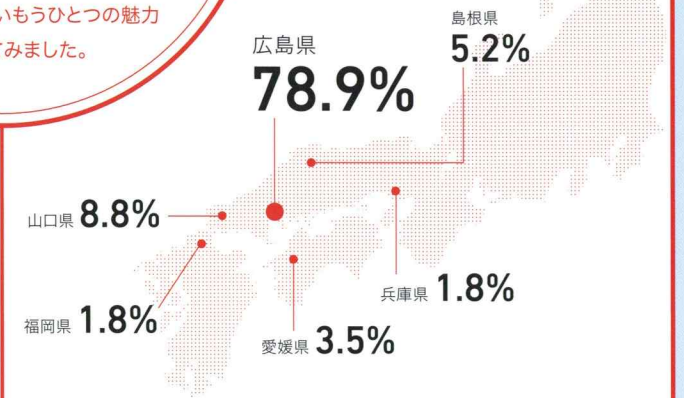 いもうひとつの魅力
てみました。
島根県
5.2%
広島県
78.9%
山口県 8.8%
兵庫県 1.8%
福岡県 1.8%
愛媛県 3.5%